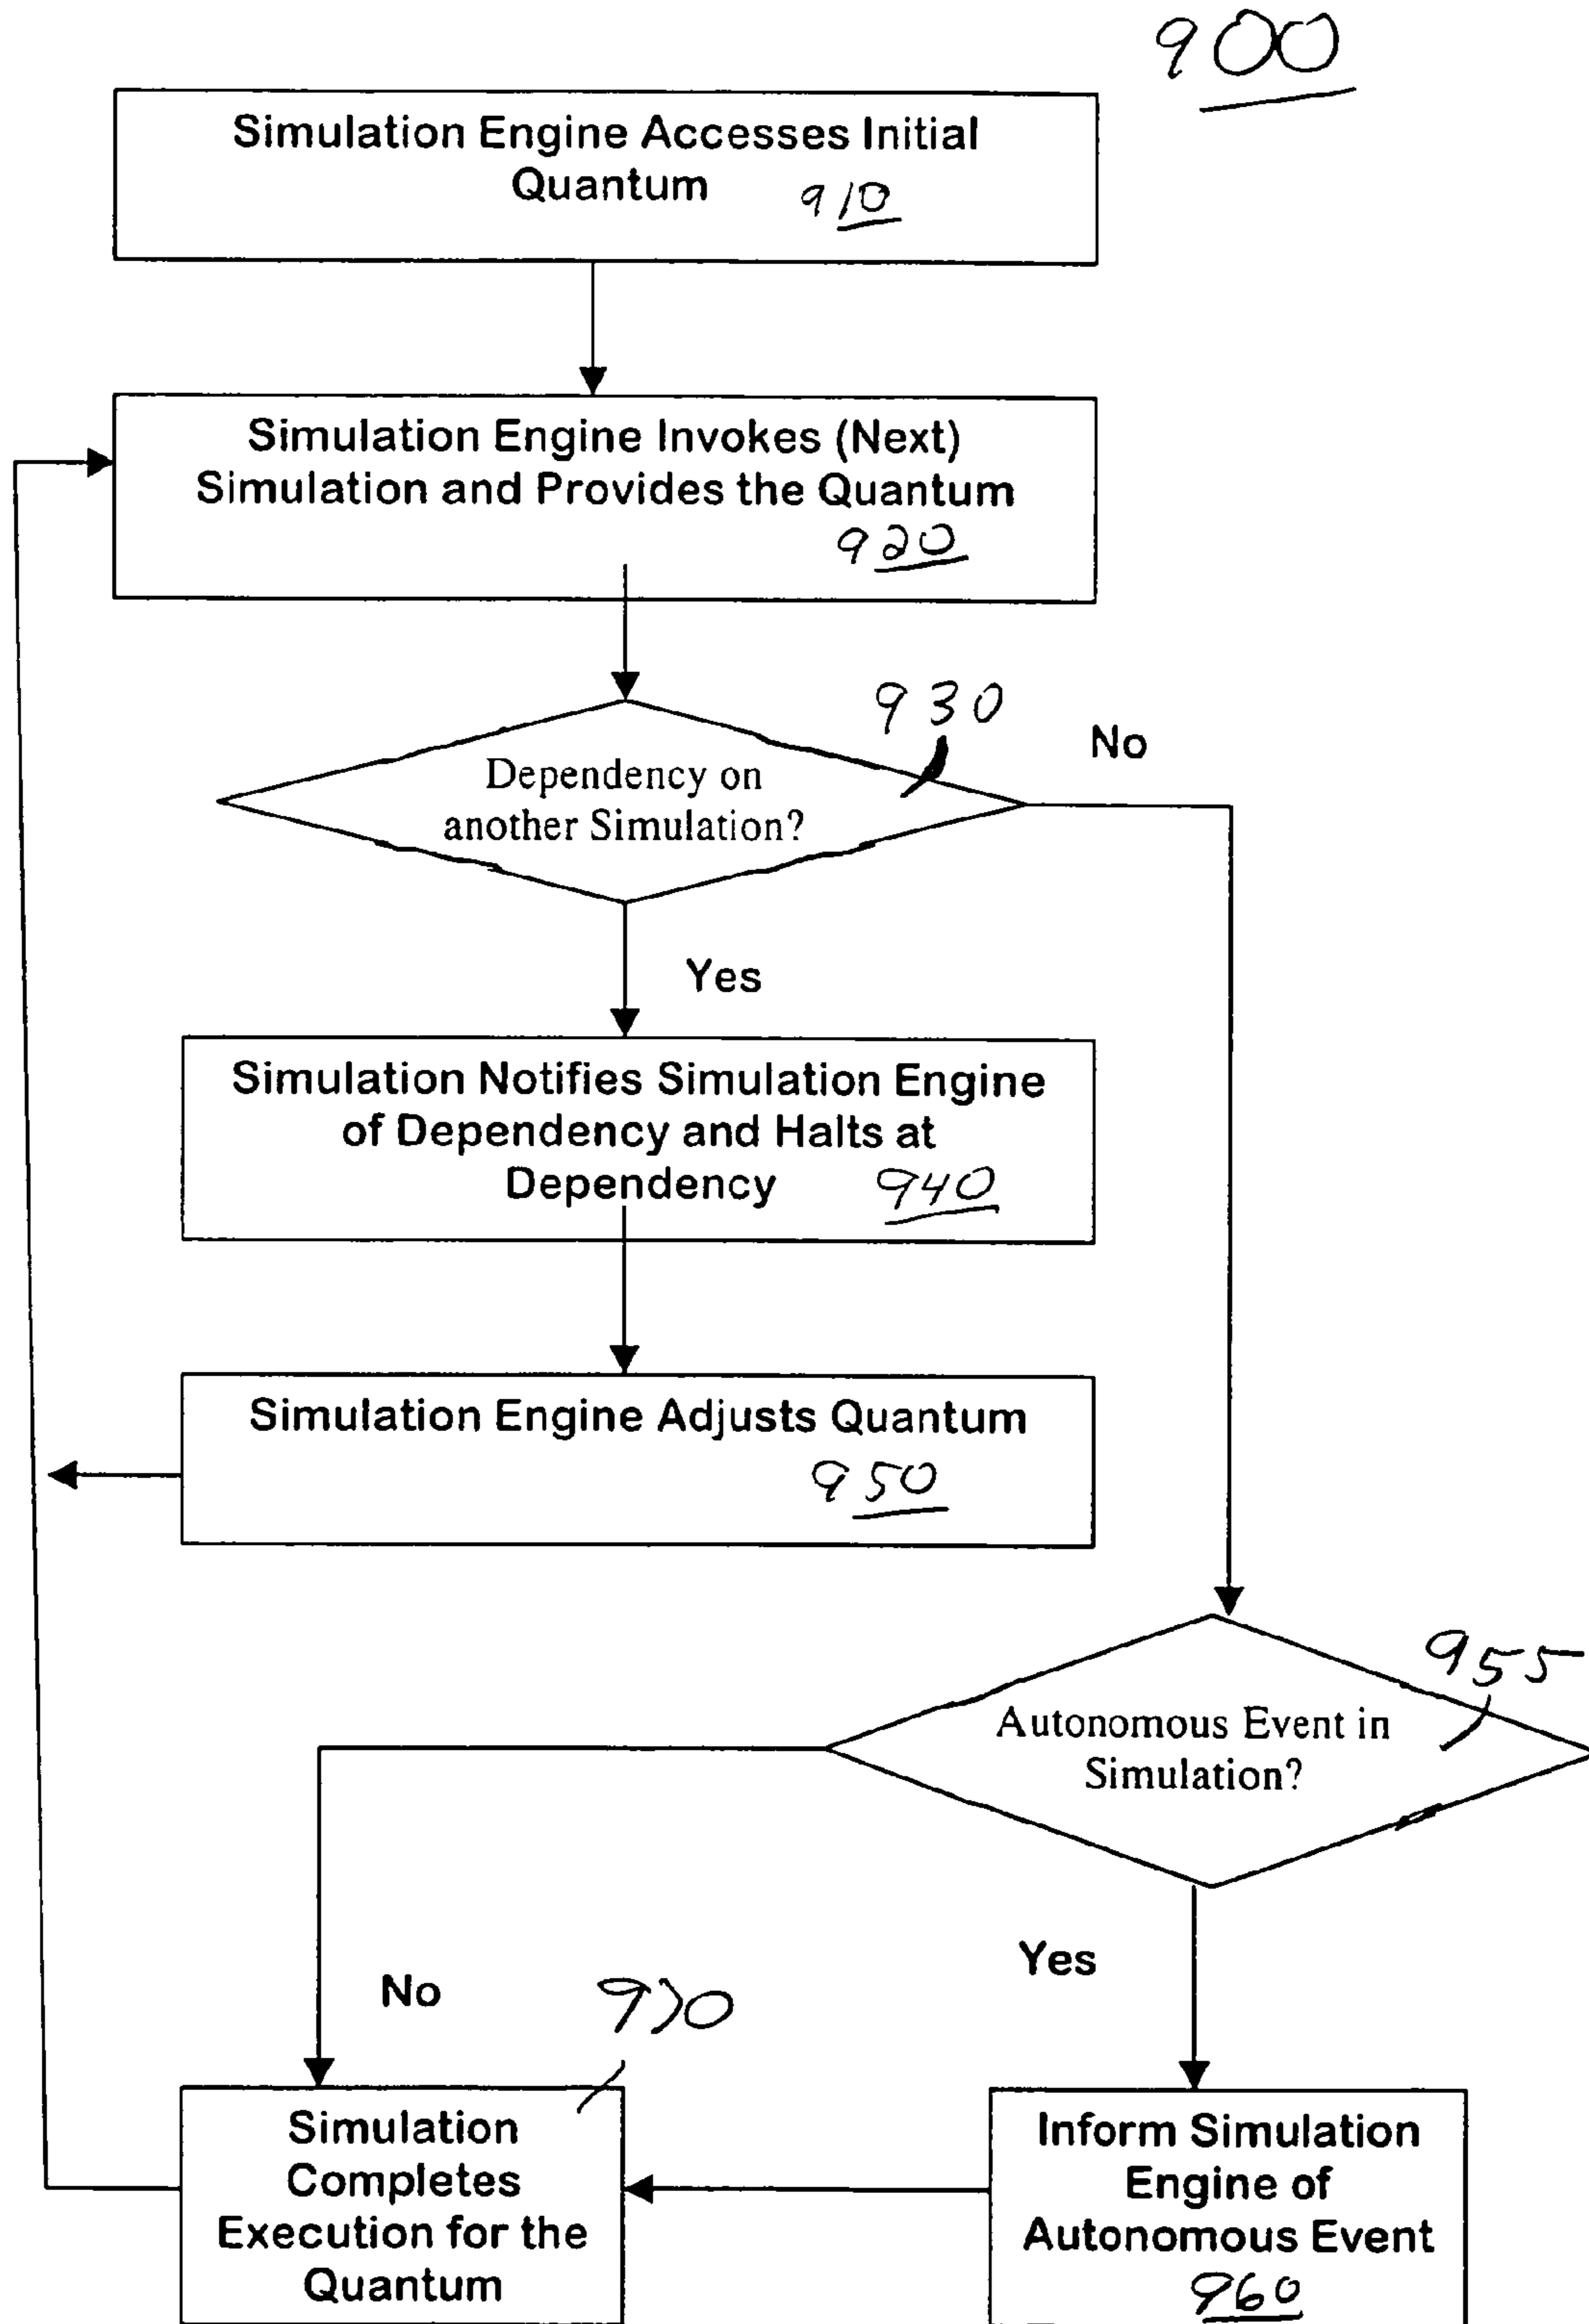 900
Simulation Engine Accesses Initial
Quantum 910
Simulation Engine Invokes (Next)
Simulation and Provides the Quantum
920
930
No
Dependency on
another Simulation?
Yes
Simulation Notifies Simulation Engine
of Dependency and Halts at
Dependency 940
Simulation Engine Adjusts Quantum
950
955
Autonomous Event in
Simulation?
Yes
No
970
Simulation
Completes
Execution for the
Quantum
Inform Simulation
Engine of
Autonomous Event
960